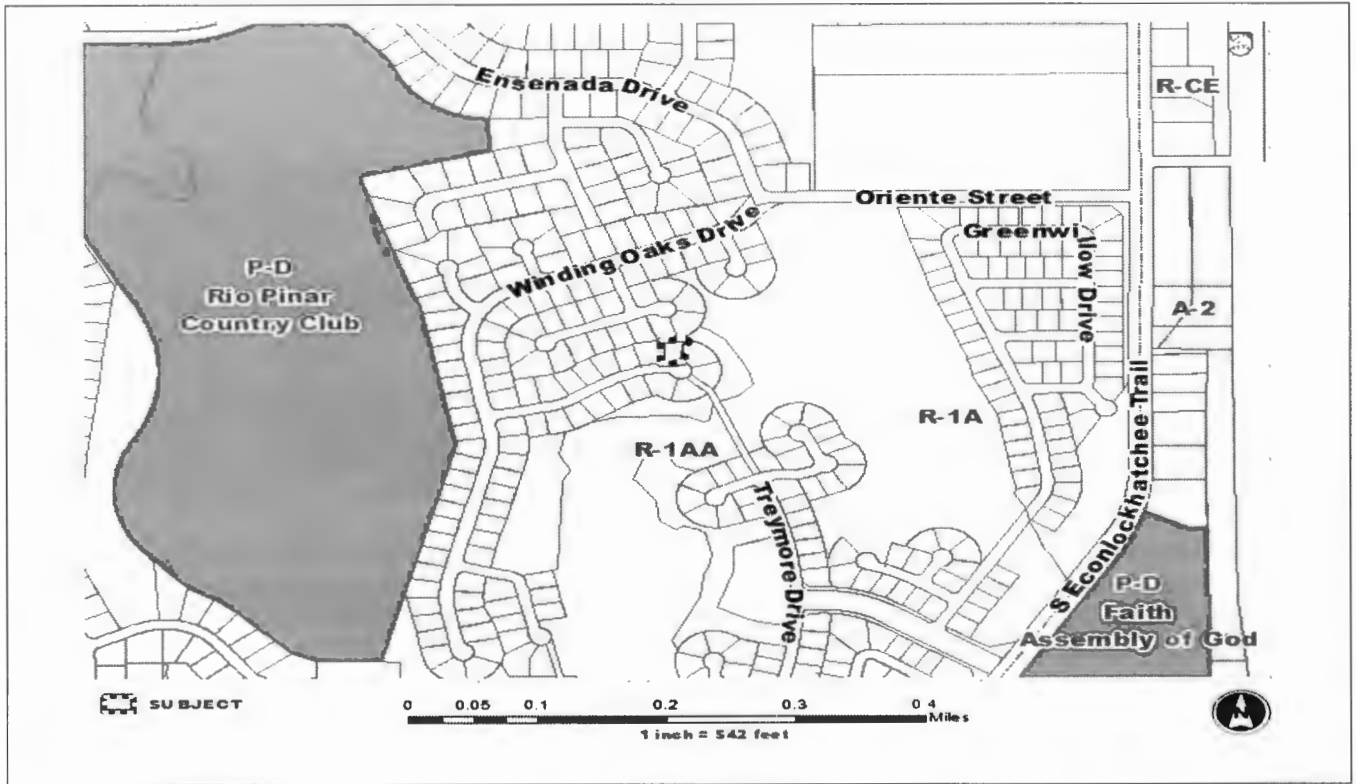 Ensenada Drive
R-CE
Oriente Street
Greenwillow Drive
Winding Oaks Drive
P-D
Rio Pinar
Country Club
A-2
R-1A
R-1AA
S Econlockhatchee Trail
Treymore Drive
P-D
Faith
Assembly of God
SUBJECT
0 0.05 0.1 0.2 0.3 0 4
Miles
1 inch = 542 feet